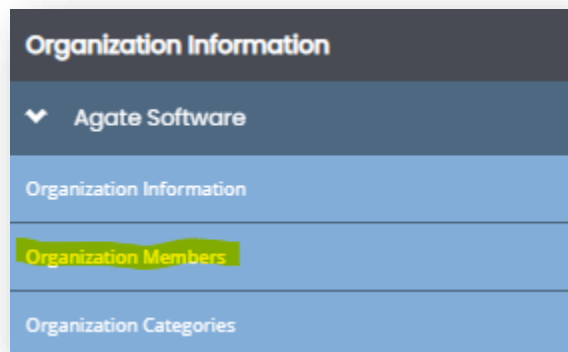 Organization Information
Agate Software
Organization Information
Organization Members
Organization Categories